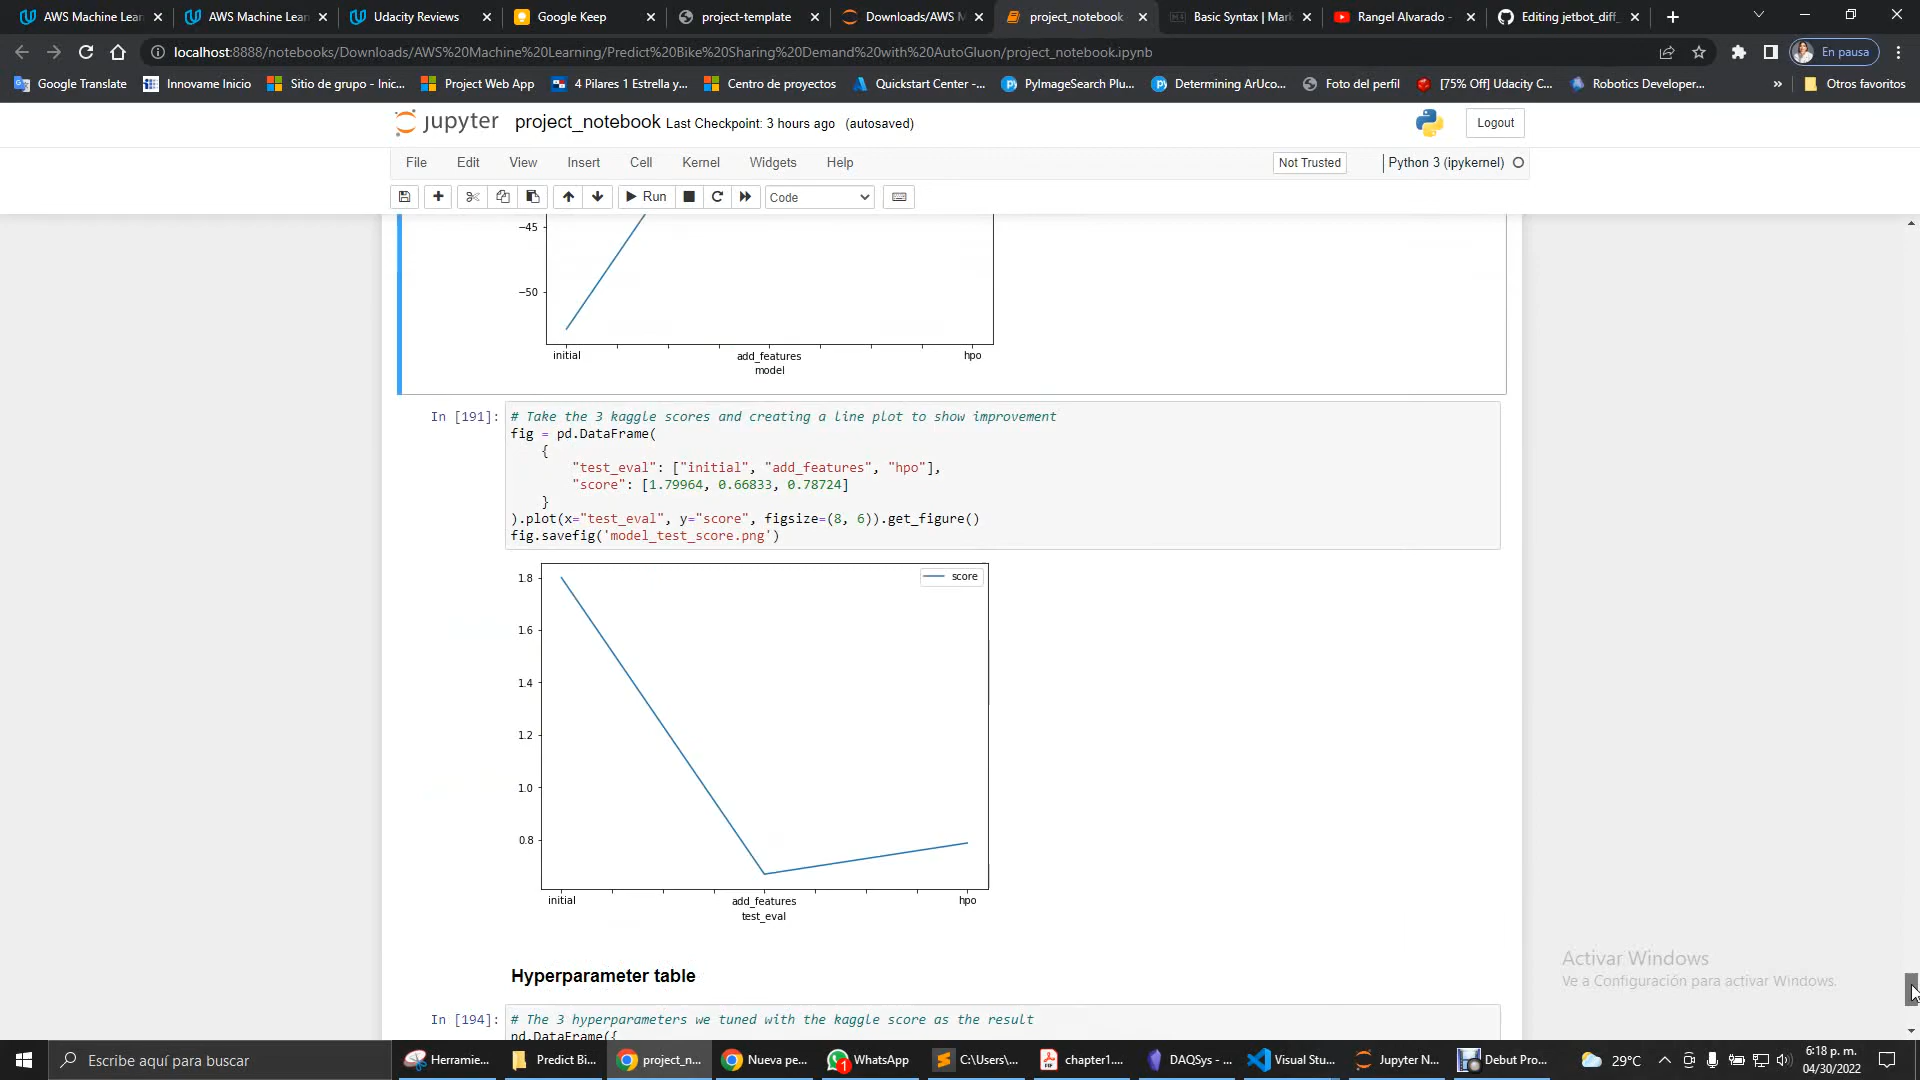 AWS Machine Lear
AWS Machine Lear
Udacity Reviews
Google Keep
project-template
Downloads/AWS M
project_notebook
Basic Syntax | Mark
Rangel Alvarado -
Editing jetbot_diff_
localhost:8888/notebooks/Downloads/AWS%20Machine%20Learning/Predict%20Bike%20Sharing%20Demand%20with%20AutoGluon/project_notebook.ipynb
En pausa
Google Translate
Innovame Inicio
Sitio de grupo - Inic...
Project Web App
4 Pilares 1 Estrella y...
Centro de proyectos
Quickstart Center -...
PyImageSearch Plu...
Determining ArUco...
Foto del perfil
[75% Off] Udacity C...
Robotics Developer...
»
Otros favoritos
jupyter project_notebook Last Checkpoint: 3 hours ago (autosaved)
Logout
File Edit View Insert Cell Kernel Widgets Help
Not Trusted
Python 3 (ipykernel)
Run
Code
−45
−50
initial
add_features
hpo
model
In [191]:
# Take the 3 kaggle scores and creating a line plot to show improvement
fig = pd.DataFrame(
{
"test_eval": ["initial", "add_features", "hpo"],
"score": [1.79964, 0.66833, 0.78724]
}
).plot(x="test_eval", y="score", figsize=(8, 6)).get_figure()
fig.savefig('model_test_score.png')
score
1.8
1.6
1.4
1.2
1.0
0.8
initial
add_features
hpo
test_eval
Hyperparameter table
In [194]:
# The 3 hyperparameters we tuned with the kaggle score as the result
pd.DataFrame({
Activar Windows
Ve a Configuración para activar Windows.
Escribe aquí para buscar
Herramie...
Predict Bi...
project_n...
Nueva pe...
1
WhatsApp
C:\Users\...
chapter1....
DAQSys - ...
Visual Stu...
Jupyter N...
Debut Pro...
29°C
6:18 p. m.
04/30/2022